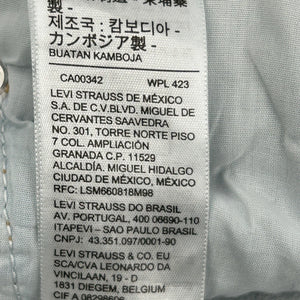 製 -
제조국 : 캄보디아 -
カンボジア製 -
BUATAN KAMBOJA
CA00342 WPL 423
LEVI STRAUSS DE MÉXICO
S.A. DE C.V.BLVD. MIGUEL DE
CERVANTES SAAVEDRA
NO. 301, TORRE NORTE PISO
7 COL. AMPLIACIÓN
GRANADA C.P. 11529
ALCALDÍA. MIGUEL HIDALGO
CIUDAD DE MÉXICO, MÉXICO
RFC: LSM660818M98
LEVI STRAUSS DO BRASIL
AV. PORTUGAL, 400 06690-110
ITAPEVI – SAO PAULO BRASIL
CNPJ: 43.351.097/0001-90
LEVI STRAUSS & CO. EU
SCA/CVA LEONARDO DA
VINCILAAN, 19 - D
1831 DIEGEM, BELGIUM
CIF A 08298606